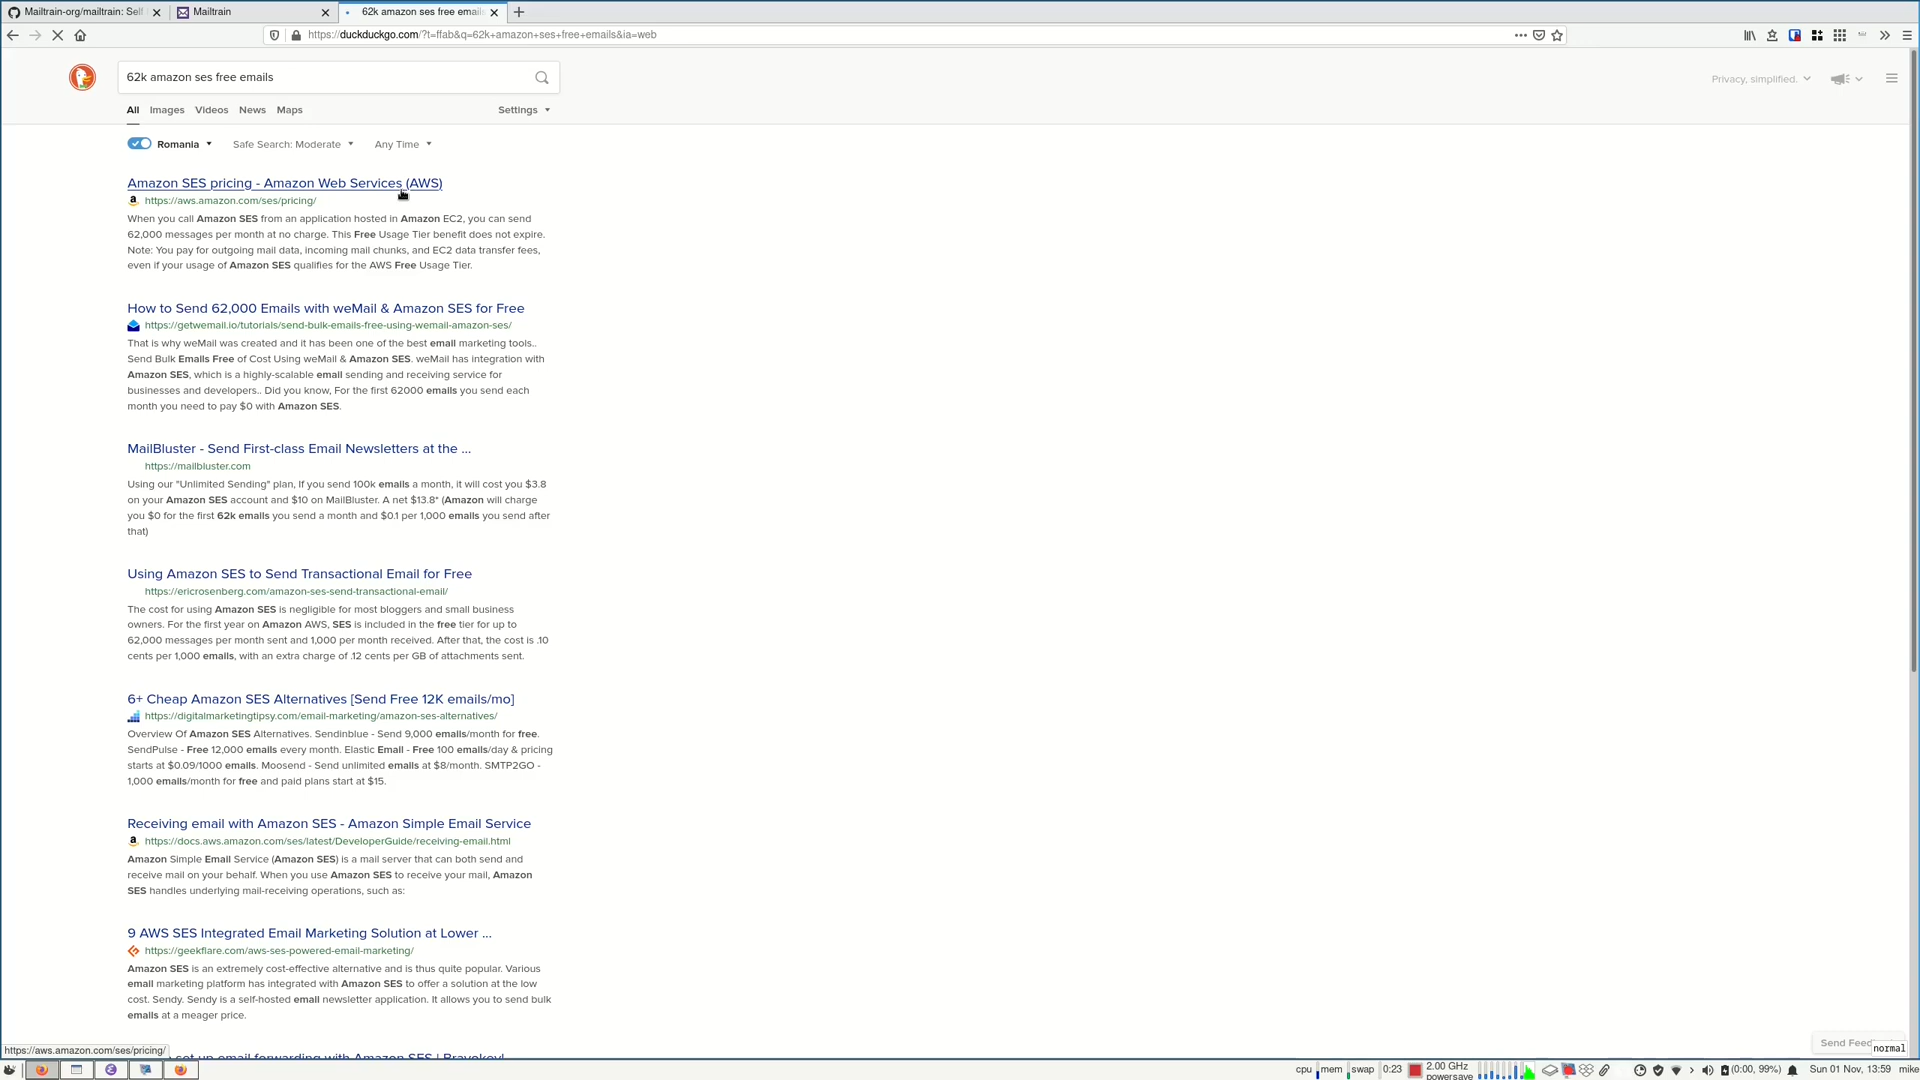 Mailtrain-org/mailtrain: Self
Mailtrain
62k amazon ses free email
https://duckduckgo.com/?t=ffab&q=62k+amazon+ses+free+emails&ia=web
62k amazon ses free emails
Privacy, simplified.
All Images Videos News Maps Settings
Romania Safe Search: Moderate Any Time
Amazon SES pricing - Amazon Web Services (AWS)
https://aws.amazon.com/ses/pricing/
When you call Amazon SES from an application hosted in Amazon EC2, you can send
62,000 messages per month at no charge. This Free Usage Tier benefit does not expire.
Note: You pay for outgoing mail data, incoming mail chunks, and EC2 data transfer fees,
even if your usage of Amazon SES qualifies for the AWS Free Usage Tier.
How to Send 62,000 Emails with weMail & Amazon SES for Free
https://getwemail.io/tutorials/send-bulk-emails-free-using-wemail-amazon-ses/
That is why weMail was created and it has been one of the best email marketing tools..
Send Bulk Emails Free of Cost Using weMail & Amazon SES. weMail has integration with
Amazon SES, which is a highly-scalable email sending and receiving service for
businesses and developers.. Did you know, For the first 62000 emails you send each
month you need to pay $0 with Amazon SES.
MailBluster - Send First-class Email Newsletters at the ...
https://mailbluster.com
Using our "Unlimited Sending" plan, If you send 100k emails a month, it will cost you $3.8
on your Amazon SES account and $10 on MailBluster. A net $13.8* (Amazon will charge
you $0 for the first 62k emails you send a month and $0.1 per 1,000 emails you send after
that)
Using Amazon SES to Send Transactional Email for Free
https://ericrosenberg.com/amazon-ses-send-transactional-email/
The cost for using Amazon SES is negligible for most bloggers and small business
owners. For the first year on Amazon AWS, SES is included in the free tier for up to
62,000 messages per month sent and 1,000 per month received. After that, the cost is .10
cents per 1,000 emails, with an extra charge of .12 cents per GB of attachments sent.
6+ Cheap Amazon SES Alternatives [Send Free 12K emails/mo]
https://digitalmarketingtipsy.com/email-marketing/amazon-ses-alternatives/
Overview Of Amazon SES Alternatives. Sendinblue - Send 9,000 emails/month for free.
SendPulse - Free 12,000 emails every month. Elastic Email - Free 100 emails/day & pricing
starts at $0.09/1000 emails. Moosend - Send unlimited emails at $8/month. SMTP2GO -
1,000 emails/month for free and paid plans start at $15.
Receiving email with Amazon SES - Amazon Simple Email Service
https://docs.aws.amazon.com/ses/latest/DeveloperGuide/receiving-email.html
Amazon Simple Email Service (Amazon SES) is a mail server that can both send and
receive mail on your behalf. When you use Amazon SES to receive your mail, Amazon
SES handles underlying mail-receiving operations, such as:
9 AWS SES Integrated Email Marketing Solution at Lower ...
https://geekflare.com/aws-ses-powered-email-marketing/
Amazon SES is an extremely cost-effective alternative and is thus quite popular. Various
email marketing platform has integrated with Amazon SES to offer a solution at the low
cost. Sendy. Sendy is a self-hosted email newsletter application. It allows you to send bulk
emails at a meager price.
set up email forwarding with Amazon SES | Bravokey!
https://aws.amazon.com/ses/pricing/
Send Feed
normal
cpu mem swap 0:23 2.00 GHz powersave (0:00, 99%) Sun 01 Nov, 13:59 mike